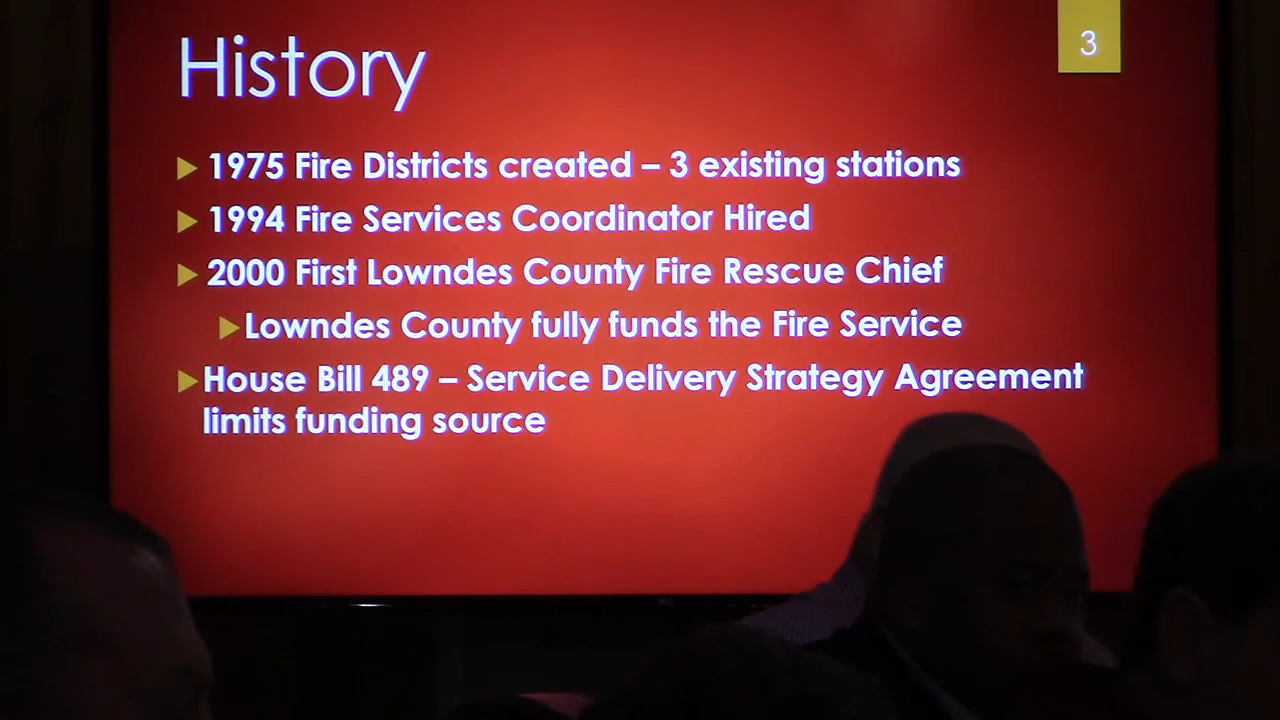 History
3
1975 Fire Districts created – 3 existing stations
1994 Fire Services Coordinator Hired
2000 First Lowndes County Fire Rescue Chief
Lowndes County fully funds the Fire Service
House Bill 489 – Service Delivery Strategy Agreement
limits funding source